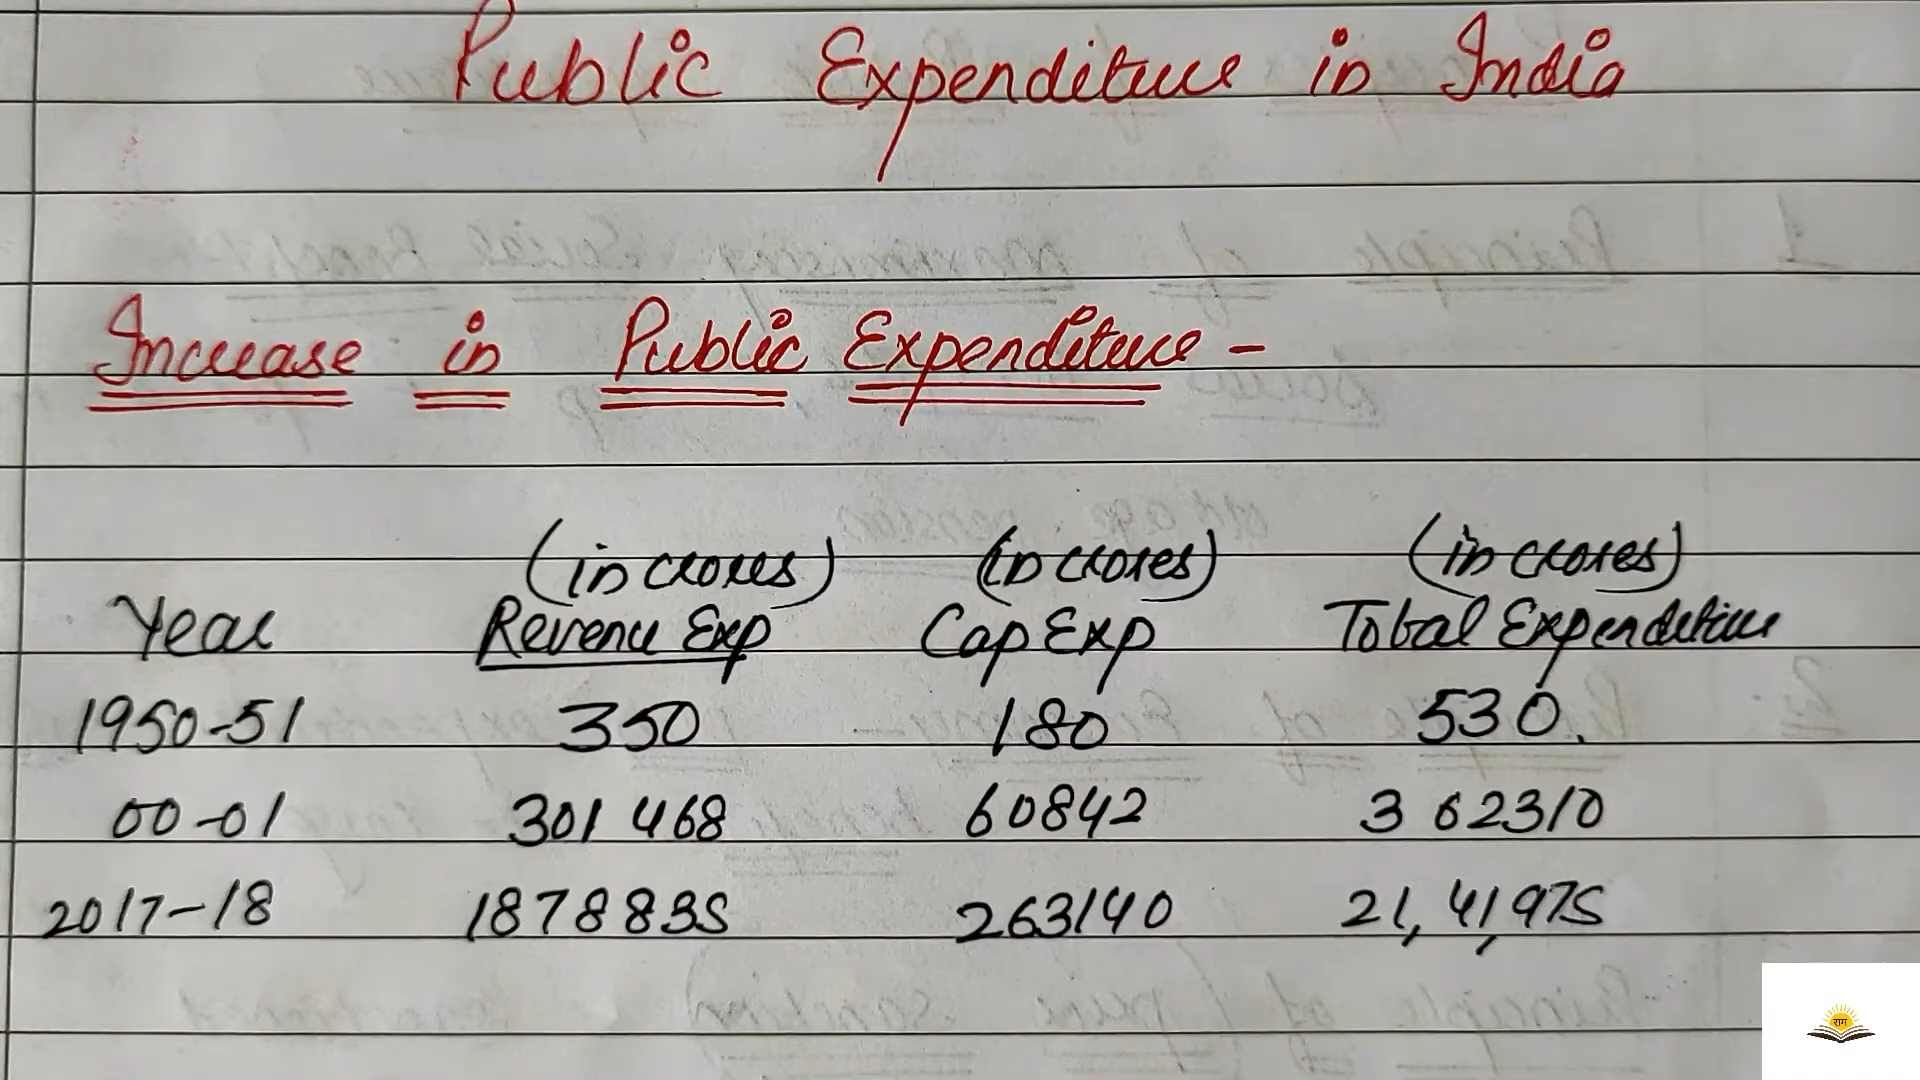 Public Expenditure in India
Increase in Public Expenditure -
(in crores) (in crores) (in crores)
Year Revenue Exp Cap Exp Total Expenditure
1950-51 350 180 530.
00-01 301468 60842 362310
2017-18 1878835 263140 21,41,975
राग